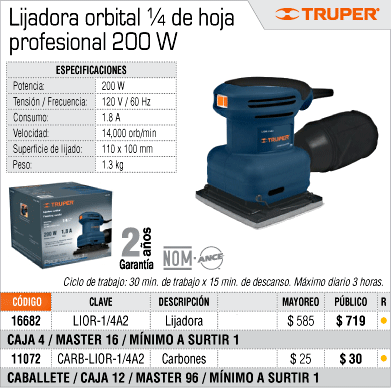 Lijadora orbital ¼ de hoja
profesional 200 W
TRUPER®
ESPECIFICACIONES
Potencia: 200 W
Tensión / Frecuencia: 120 V / 60 Hz
Consumo: 1.8 A
Velocidad: 14,000 orb/min
Superficie de lijado: 110 x 100 mm
Peso: 1.3 kg
TRUPER
200 W 1.8 A
2 años
Garantía
NOM-ANCE
Ciclo de trabajo: 30 min. de trabajo x 15 min. de descanso. Máximo diario 3 horas.
CÓDIGO CLAVE DESCRIPCIÓN MAYOREO PÚBLICO R
16682 LIOR-1/4A2 Lijadora $ 585 $ 719
CAJA 4 / MASTER 16 / MÍNIMO A SURTIR 1
11072 CARB-LIOR-1/4A2 Carbones $ 25 $ 30
CABALLETE / CAJA 12 / MASTER 96 / MÍNIMO A SURTIR 1